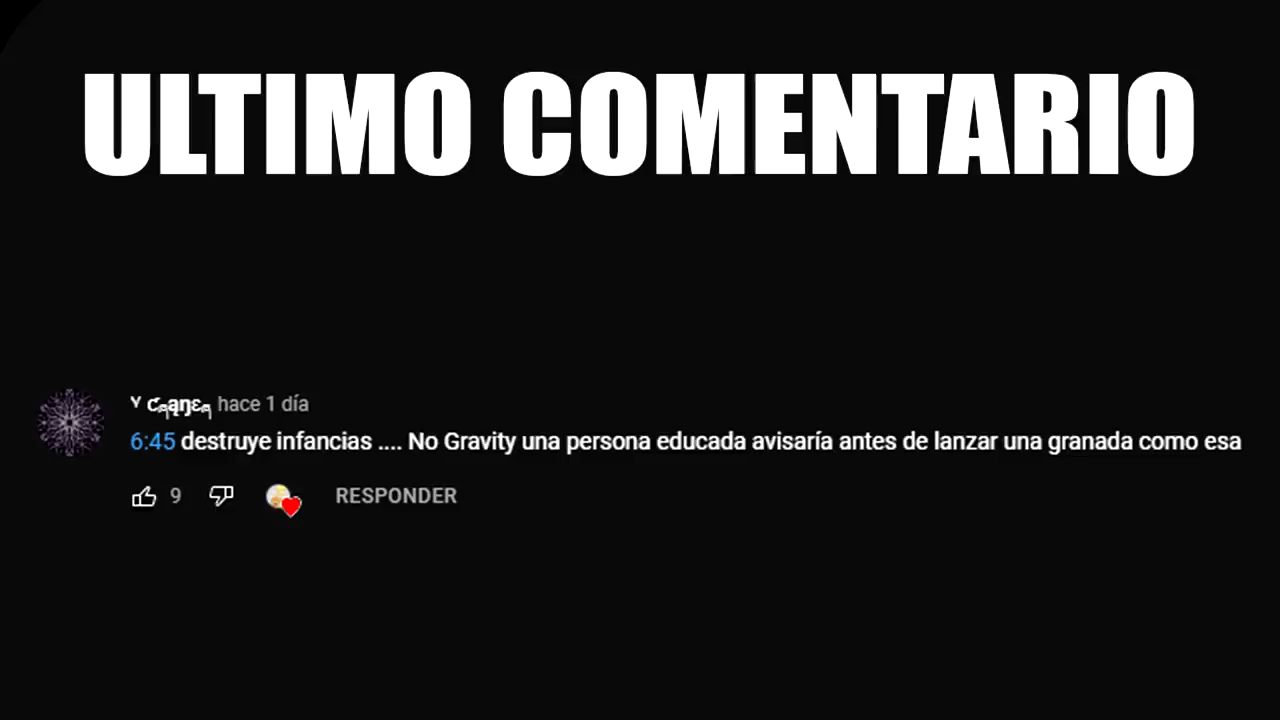 ULTIMO COMENTARIO
hace 1 día
6:45 destruye infancias .... No Gravity una persona educada avisaría antes de lanzar una granada como esa
9 RESPONDER